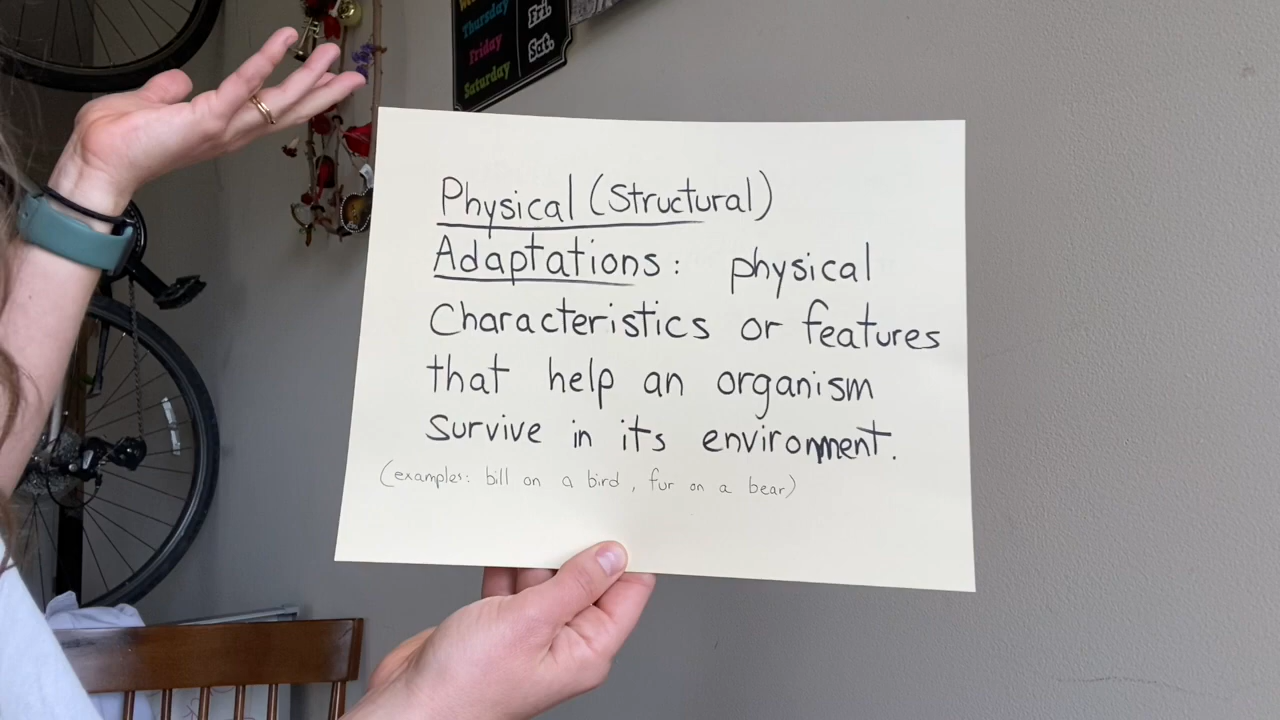 Thursday
Friday
Saturday
Fri.
Sat.
Physical (Structural)
Adaptations: physical
Characteristics or features
that help an organism
survive in its environment.
(examples: bill on a bird, fur on a bear)